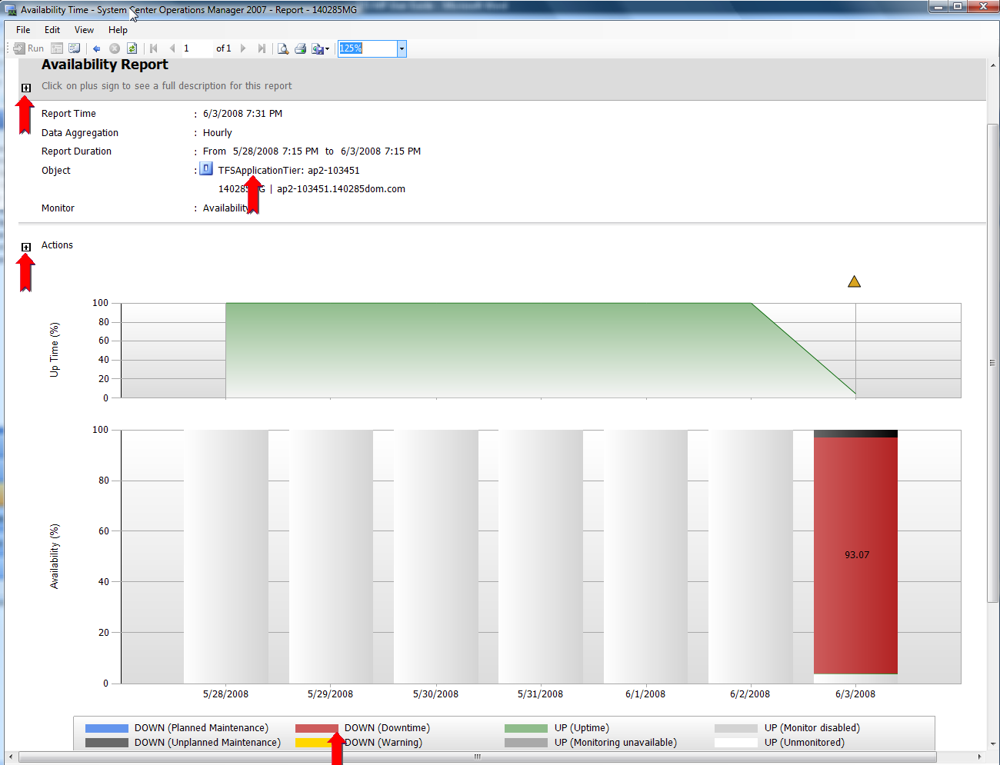 Availability Time - System Center Operations Manager 2007 - Report - 140285MG
File Edit View Help
Run 1 of 1 125%
Availability Report
Click on plus sign to see a full description for this report
Report Time : 6/3/2008 7:31 PM
Data Aggregation : Hourly
Report Duration : From 5/28/2008 7:15 PM to 6/3/2008 7:15 PM
Object : TFSApplicationTier: ap2-103451
| ap2-103451.140285dom.com
Monitor : Availability
Actions
Up Time (%)
100
80
60
40
20
0
Availability (%)
100
80
60
40
20
0
93.07
5/28/2008 5/29/2008 5/30/2008 5/31/2008 6/1/2008 6/2/2008 6/3/2008
DOWN (Planned Maintenance) DOWN (Downtime) UP (Uptime) UP (Monitor disabled)
DOWN (Unplanned Maintenance) DOWN (Warning) UP (Monitoring unavailable) UP (Unmonitored)